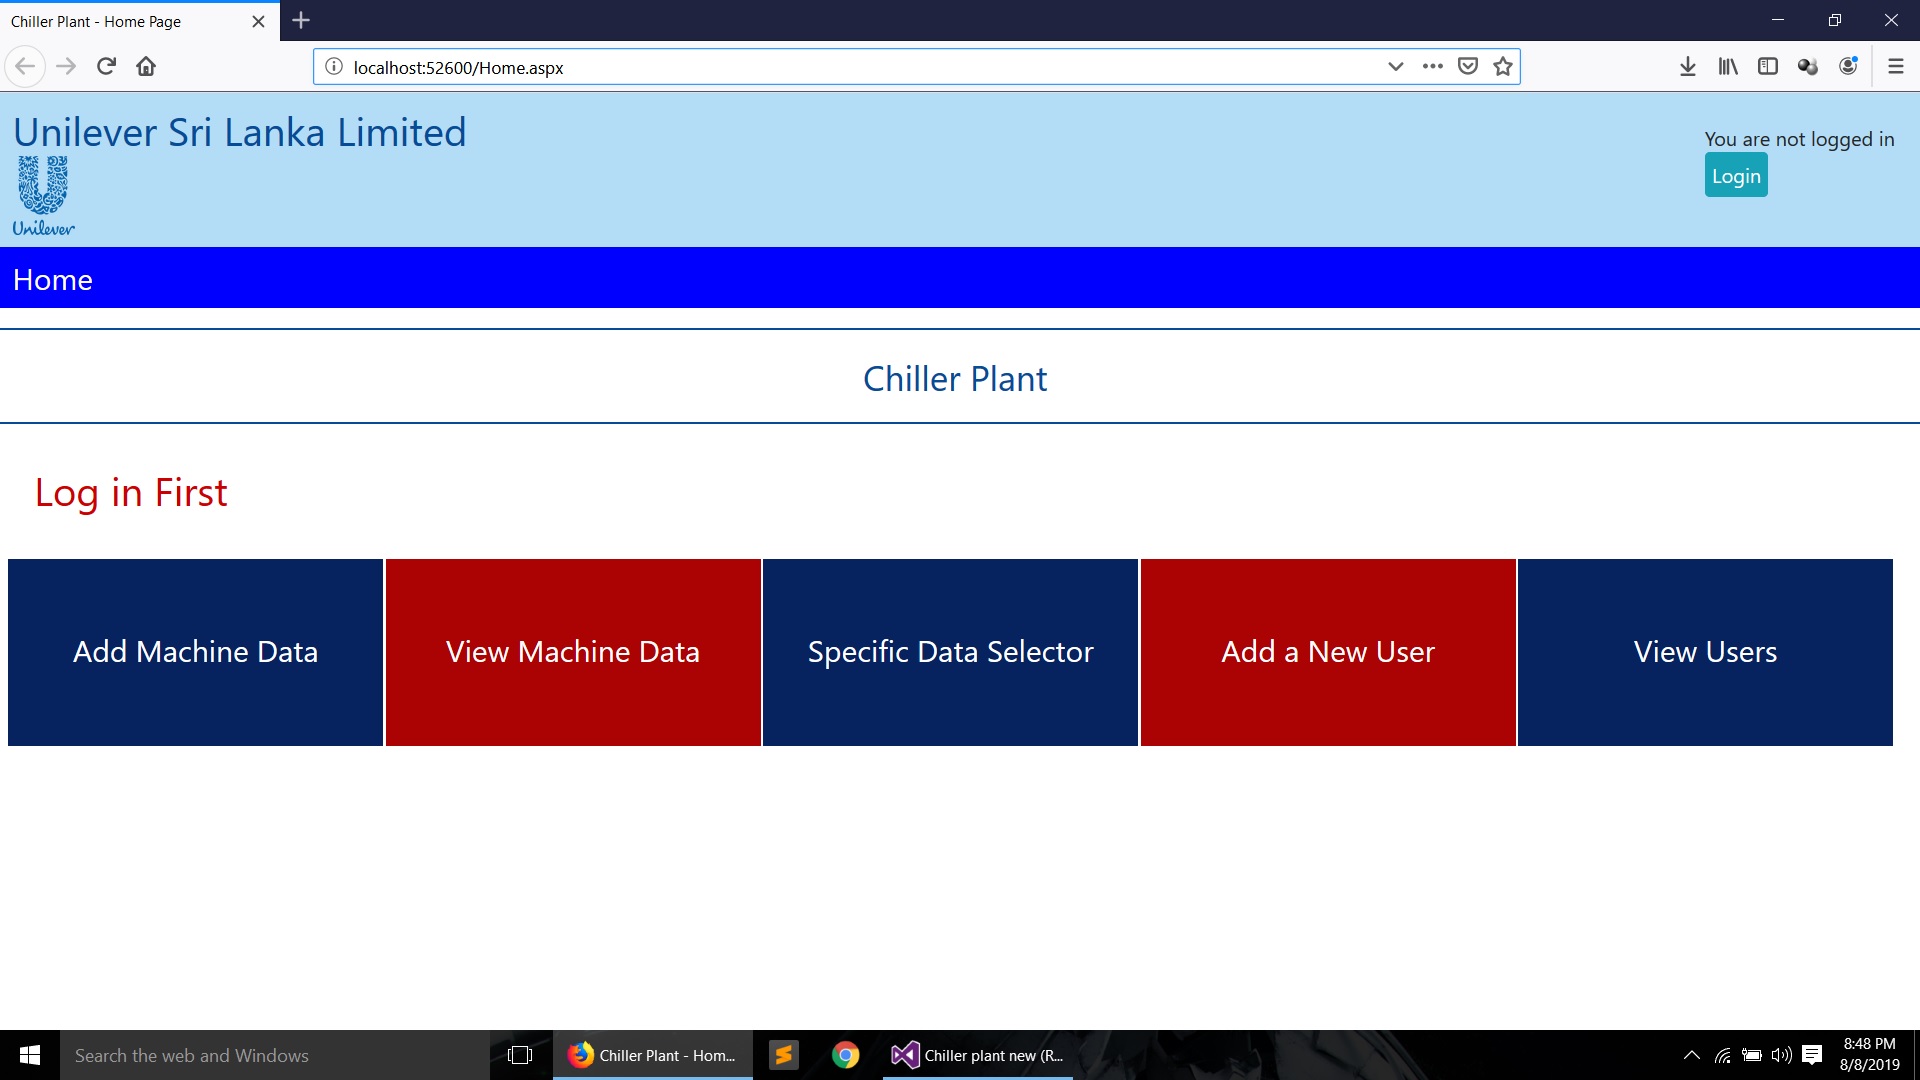 Chiller Plant - Home Page
localhost:52600/Home.aspx
Unilever Sri Lanka Limited
You are not logged in
Login
Unilever
Home
Chiller Plant
Log in First
Add Machine Data
View Machine Data
Specific Data Selector
Add a New User
View Users
Search the web and Windows
Chiller Plant - Hom...
Chiller plant new (R...
8:48 PM
8/8/2019